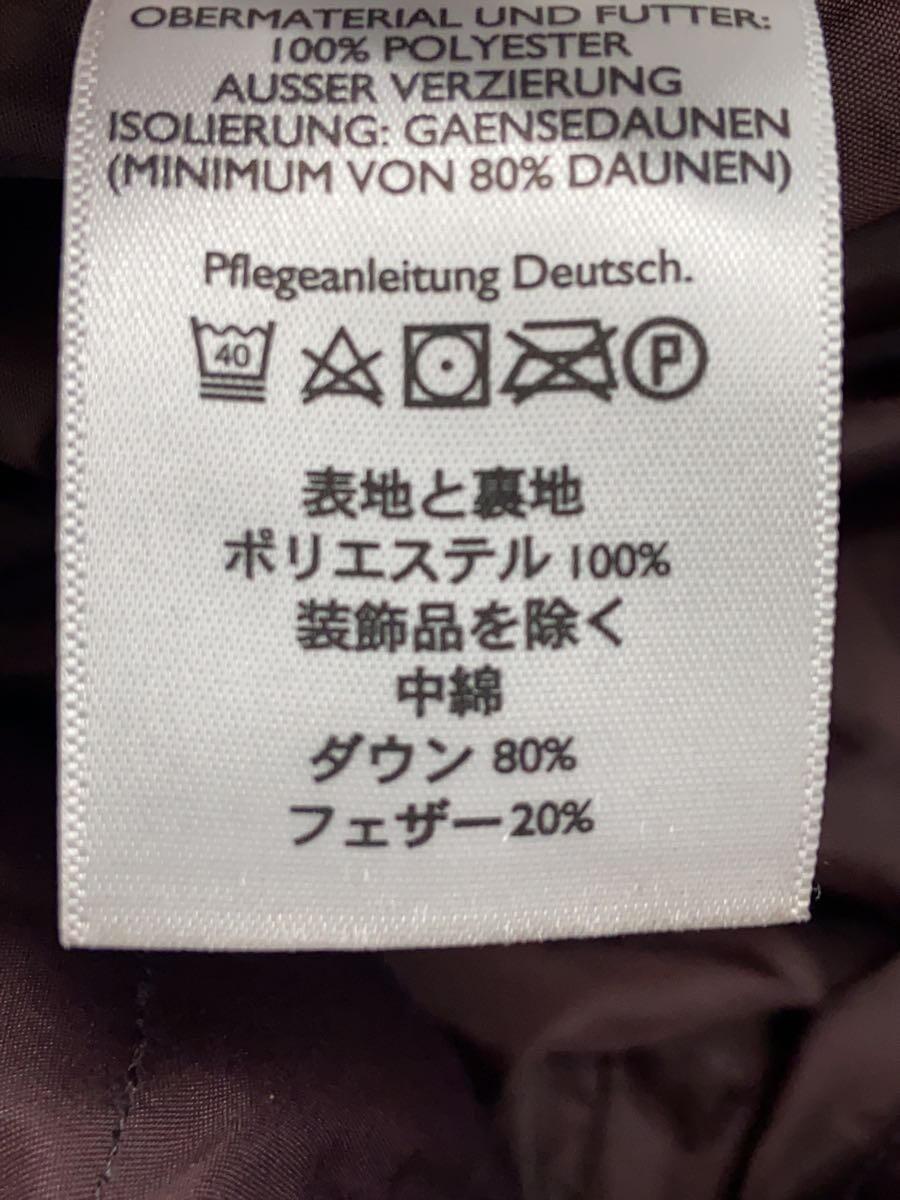 OBERMATERIAL UND FUTTER:
100% POLYESTER
AUSSER VERZIERUNG
ISOLIERUNG: GAENSEDAUNEN
(MINIMUM VON 80% DAUNEN)
Pflegeanleitung Deutsch.
40 P
表地と裏地
ポリエステル 100%
装飾品を除く
中綿
ダウン 80%
フェザー20%